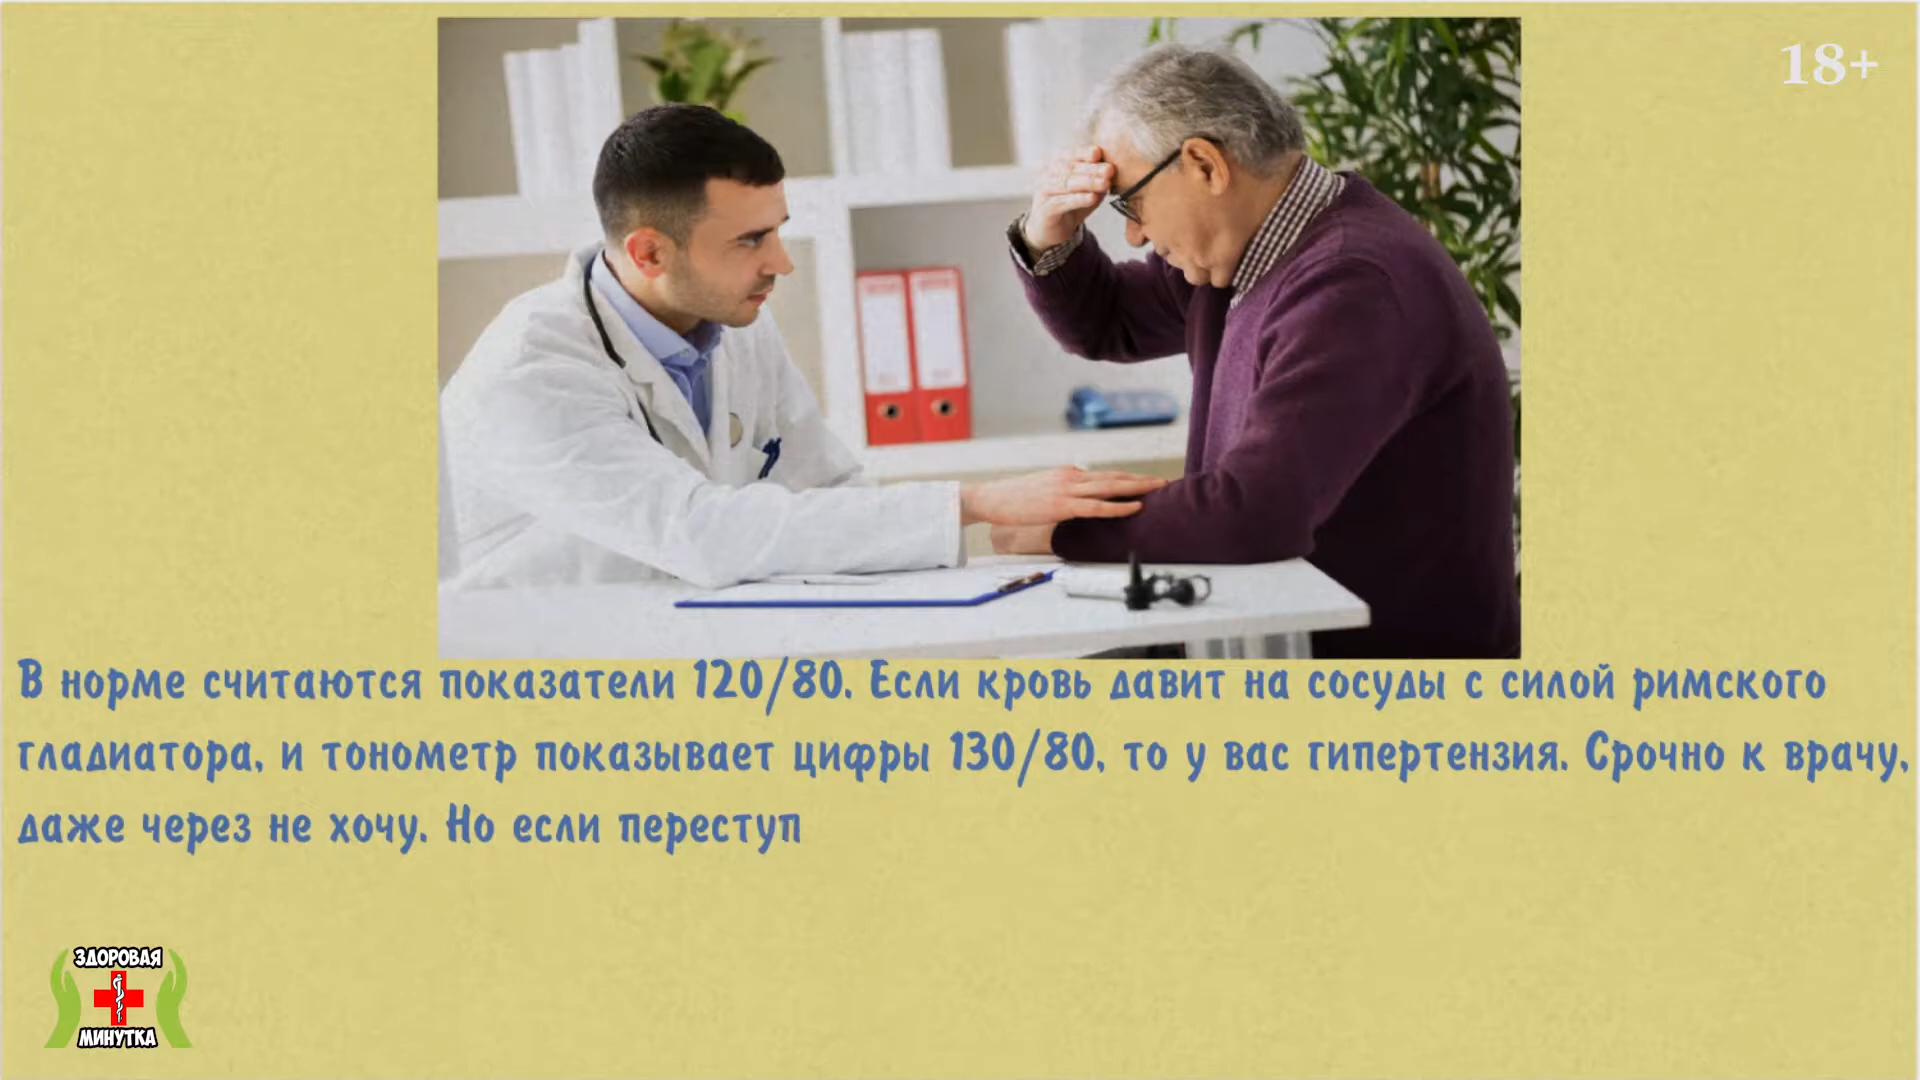 18+
В норме считаются показатели 120/80. Если кровь давит на сосуды с силой римского
гладиатора, и тонометр показывает цифры 130/80, то у вас гипертензия. Срочно к врачу,
даже через не хочу. Но если переступ
ЗДОРОВАЯ
МИНУТКА